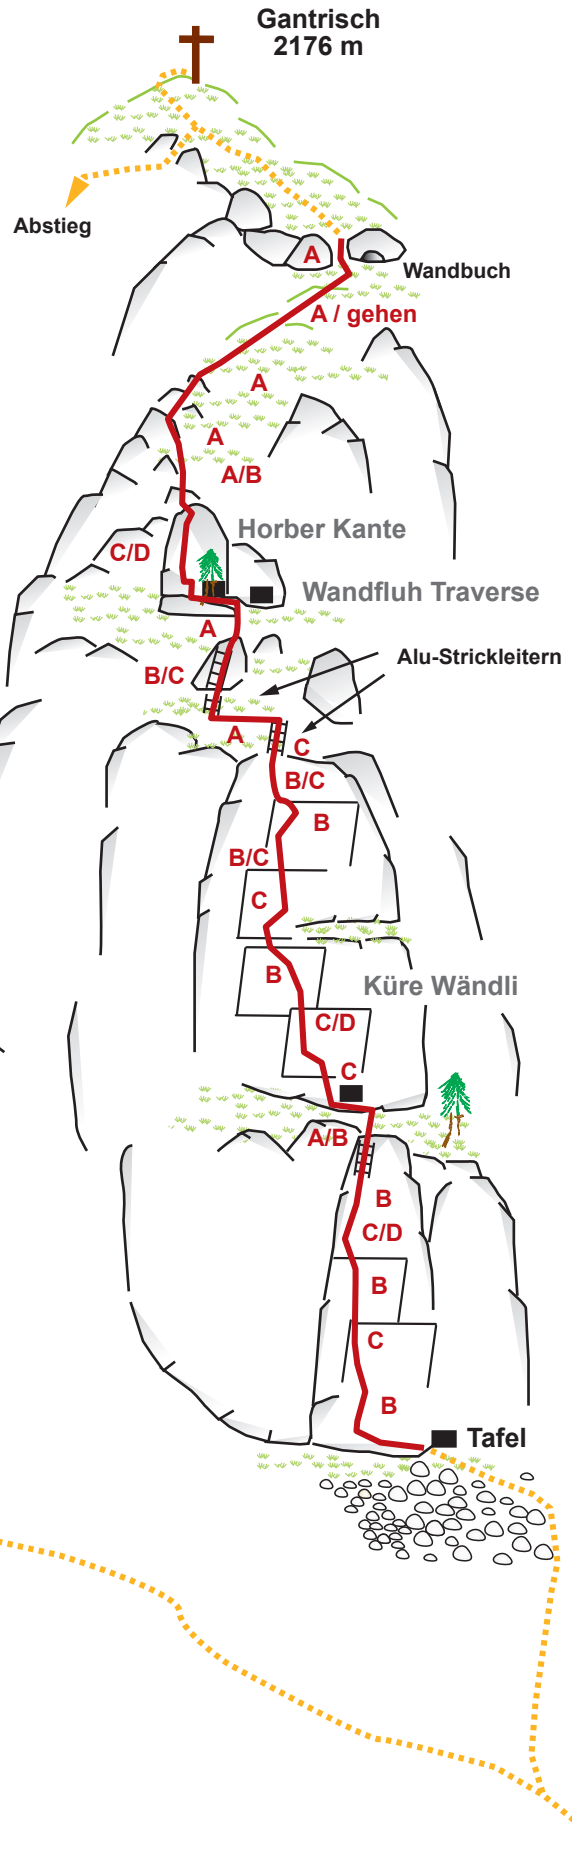 Gantrisch
2176 m
Abstieg
A
Wandbuch
A / gehen
A
A
A/B
Horber Kante
C/D
Wandfluh Traverse
A
Alu-Strickleitern
B/C
A
C
B/C
B
B/C
C
B
Küre Wändli
C/D
C
A/B
B
C/D
B
C
B
Tafel